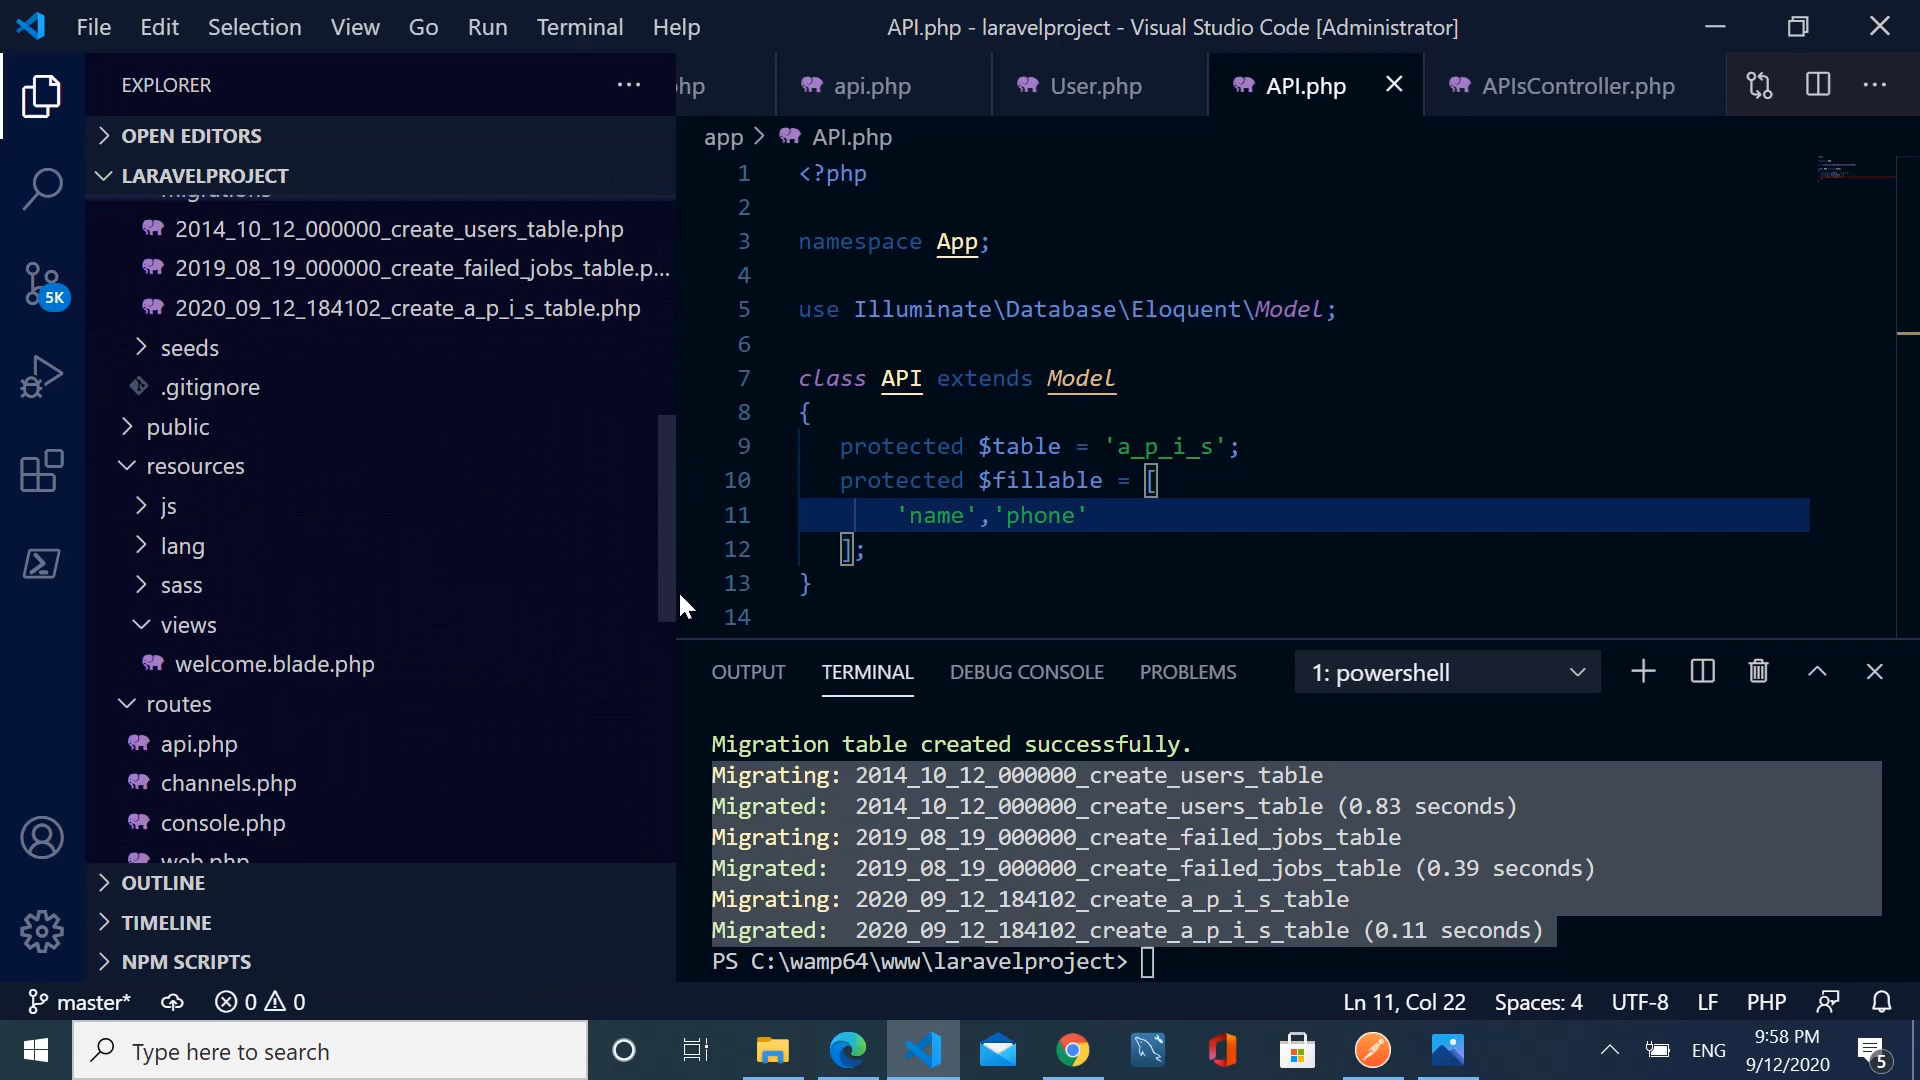 File Edit Selection View Go Run Terminal Help API.php - laravelproject - Visual Studio Code [Administrator]
EXPLORER
hp api.php User.php API.php APIsController.php
OPEN EDITORS
LARAVELPROJECT
migrations
2014_10_12_000000_create_users_table.php
2019_08_19_000000_create_failed_jobs_table.p...
2020_09_12_184102_create_a_p_i_s_table.php
seeds
.gitignore
public
resources
js
lang
sass
views
welcome.blade.php
routes
api.php
channels.php
console.php
web.php
OUTLINE
TIMELINE
NPM SCRIPTS
5K
app > API.php
1 <?php
2
3 namespace App;
4
5 use Illuminate\Database\Eloquent\Model;
6
7 class API extends Model
8 {
9 protected $table = 'a_p_i_s';
10 protected $fillable = [
11 'name','phone'
12 ];
13 }
14
OUTPUT TERMINAL DEBUG CONSOLE PROBLEMS 1: powershell
Migration table created successfully.
Migrating: 2014_10_12_000000_create_users_table
Migrated: 2014_10_12_000000_create_users_table (0.83 seconds)
Migrating: 2019_08_19_000000_create_failed_jobs_table
Migrated: 2019_08_19_000000_create_failed_jobs_table (0.39 seconds)
Migrating: 2020_09_12_184102_create_a_p_i_s_table
Migrated: 2020_09_12_184102_create_a_p_i_s_table (0.11 seconds)
PS C:\wamp64\www\laravelproject>
master* 0 0 Ln 11, Col 22 Spaces: 4 UTF-8 LF PHP
Type here to search
ENG
9:58 PM
9/12/2020
5